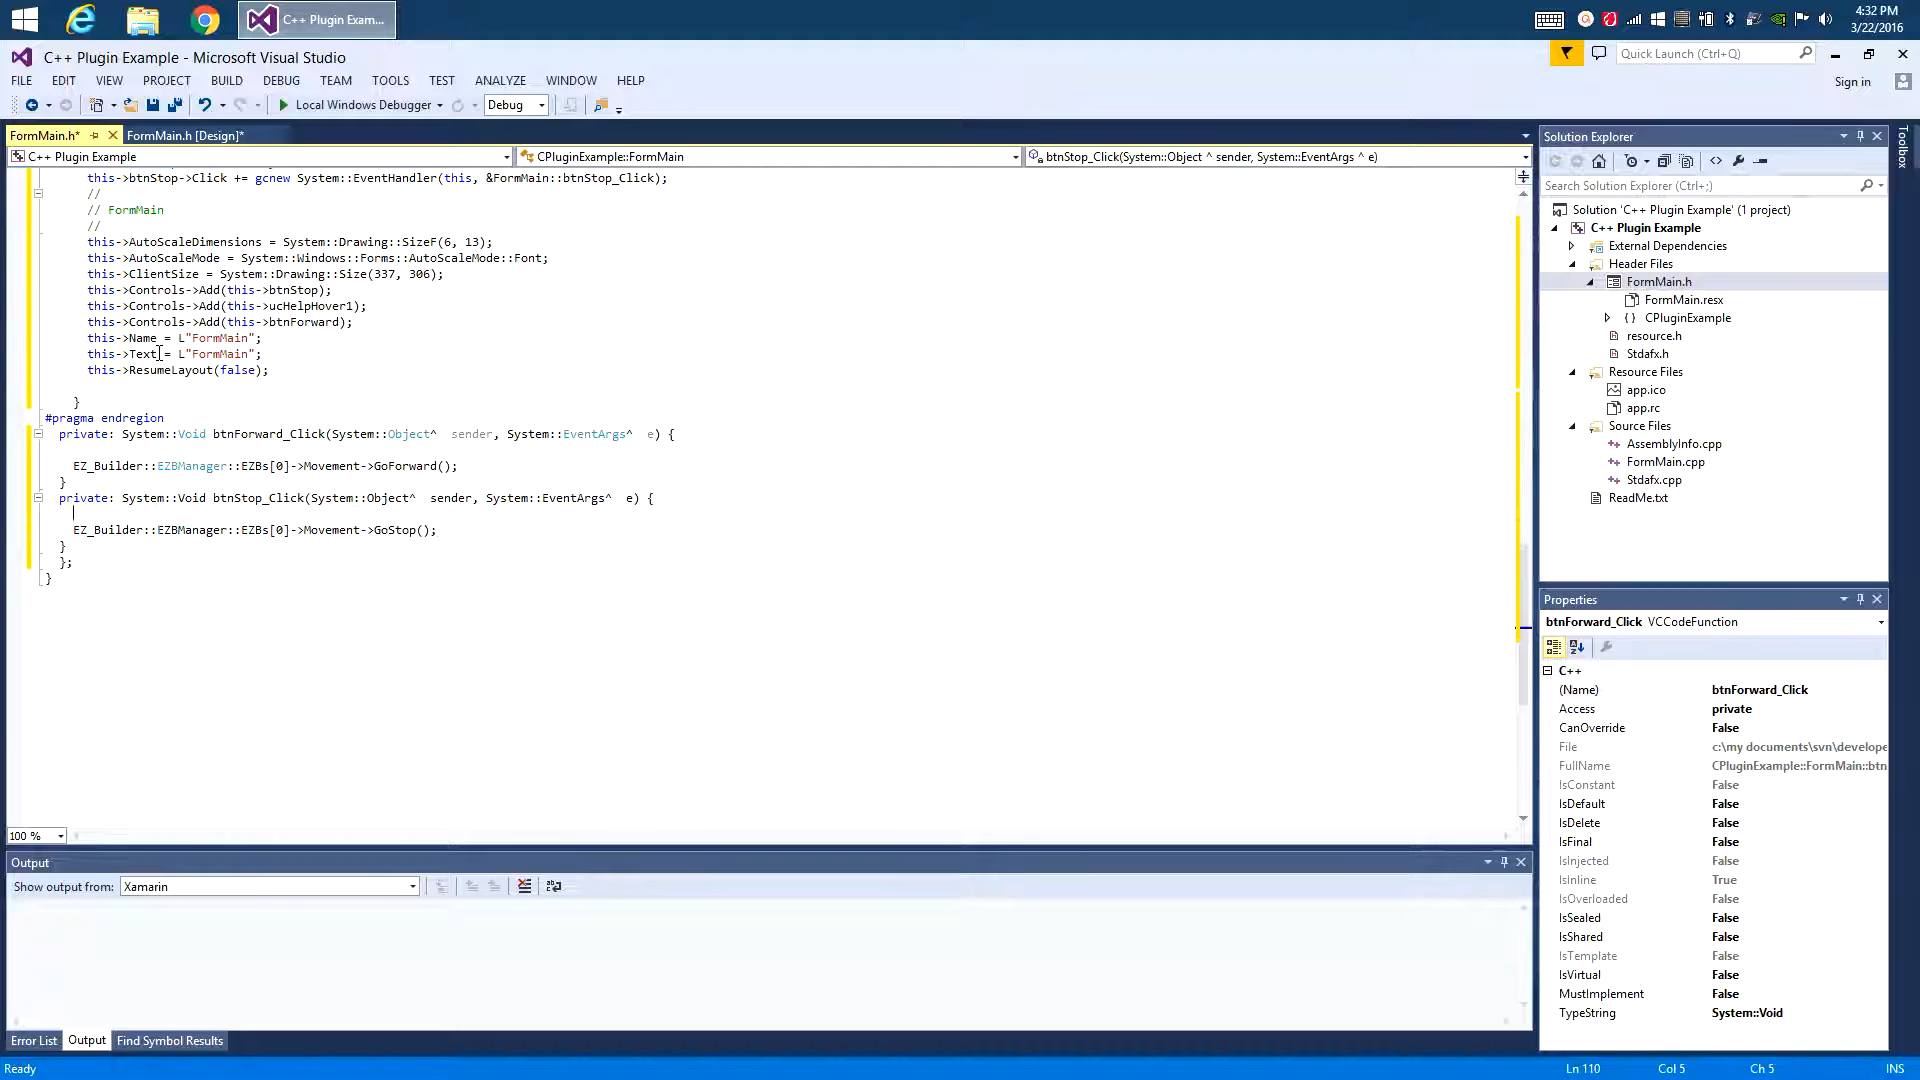 C++ Plugin Exam...
4:32 PM
3/22/2016
C++ Plugin Example - Microsoft Visual Studio
Quick Launch (Ctrl+Q)
FILE EDIT VIEW PROJECT BUILD DEBUG TEAM TOOLS TEST ANALYZE WINDOW HELP
Sign in
Local Windows Debugger Debug
FormMain.h* FormMain.h [Design]*
C++ Plugin Example CPluginExample::FormMain btnStop_Click(System::Object ^ sender, System::EventArgs ^ e)
this->btnStop->Click += gcnew System::EventHandler(this, &FormMain::btnStop_Click);
//
// FormMain
//
this->AutoScaleDimensions = System::Drawing::SizeF(6, 13);
this->AutoScaleMode = System::Windows::Forms::AutoScaleMode::Font;
this->ClientSize = System::Drawing::Size(337, 306);
this->Controls->Add(this->btnStop);
this->Controls->Add(this->ucHelpHover1);
this->Controls->Add(this->btnForward);
this->Name = L"FormMain";
this->Text = L"FormMain";
this->ResumeLayout(false);
}
#pragma endregion
private: System::Void btnForward_Click(System::Object^  sender, System::EventArgs^  e) {
EZ_Builder::EZBManager::EZBs[0]->Movement->GoForward();
}
private: System::Void btnStop_Click(System::Object^  sender, System::EventArgs^  e) {
EZ_Builder::EZBManager::EZBs[0]->Movement->GoStop();
}
};
}
100 %
Output
Show output from: Xamarin
Error List Output Find Symbol Results
Ready
Ln 110 Col 5 Ch 5 INS
Solution Explorer
Search Solution Explorer (Ctrl+;)
Solution 'C++ Plugin Example' (1 project)
C++ Plugin Example
External Dependencies
Header Files
FormMain.h
FormMain.resx
{ } CPluginExample
resource.h
Stdafx.h
Resource Files
app.ico
app.rc
Source Files
AssemblyInfo.cpp
FormMain.cpp
Stdafx.cpp
ReadMe.txt
Toolbox
Properties
btnForward_Click VCCodeFunction
C++
(Name) btnForward_Click
Access private
CanOverride False
File c:\my documents\svn\develope
FullName CPluginExample::FormMain::btn
IsConstant False
IsDefault False
IsDelete False
IsFinal False
IsInjected False
IsInline True
IsOverloaded False
IsSealed False
IsShared False
IsTemplate False
IsVirtual False
MustImplement False
TypeString System::Void